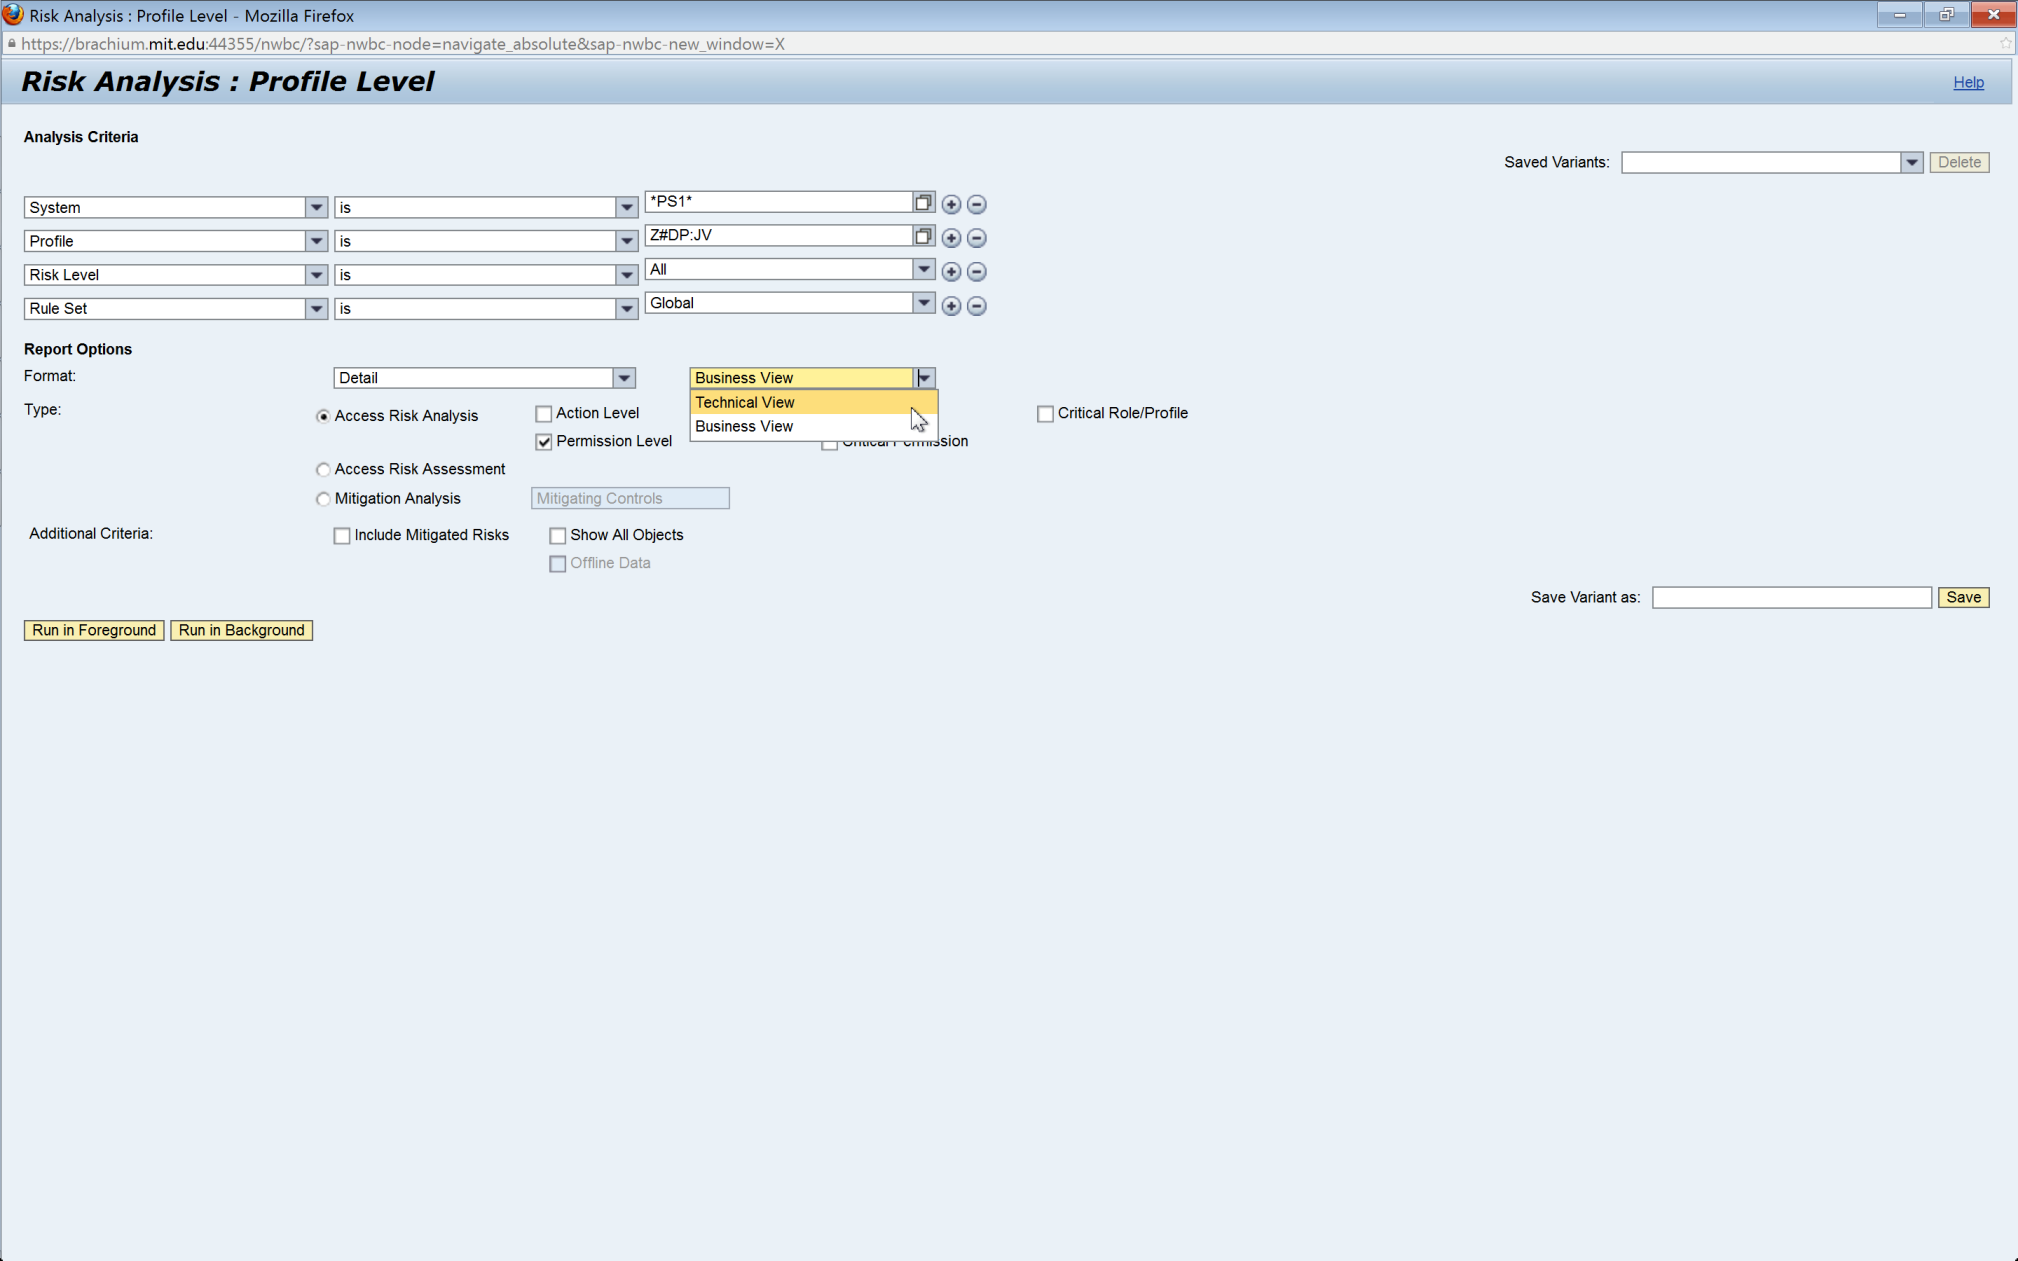 Risk Analysis : Profile Level - Mozilla Firefox
https://brachium.mit.edu:44355/nwbc/?sap-nwbc-node=navigate_absolute&sap-nwbc-new_window=X
Risk Analysis : Profile Level
Help
Analysis Criteria
Saved Variants:
Delete
System is *PS1*
Profile is Z#DP:JV
Risk Level is All
Rule Set is Global
Report Options
Format: Detail Business View
Technical View
Business View
Type: Access Risk Analysis Action Level Critical Role/Profile
Permission Level Critical Permission
Access Risk Assessment
Mitigation Analysis Mitigating Controls
Additional Criteria: Include Mitigated Risks Show All Objects
Offline Data
Save Variant as: Save
Run in Foreground Run in Background